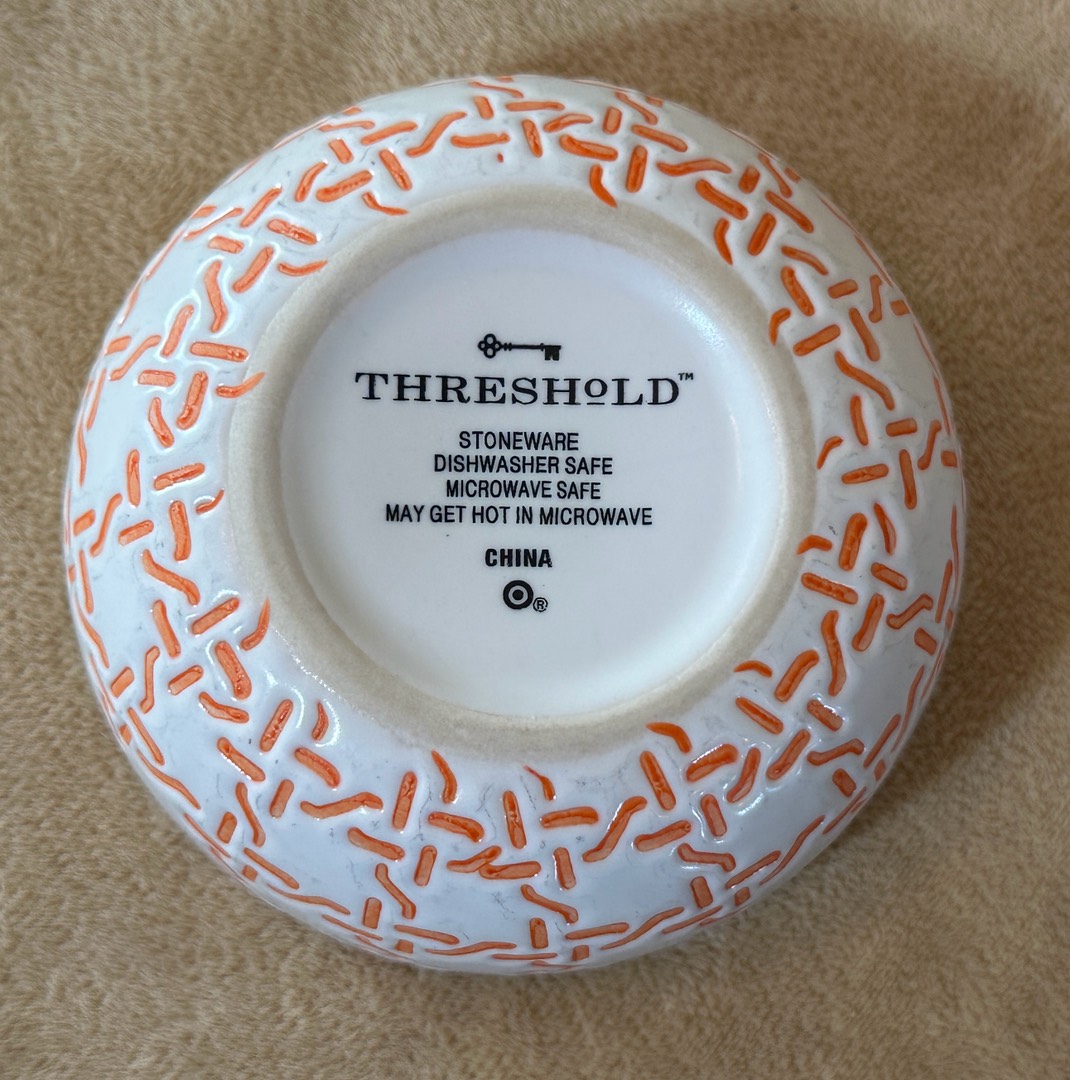 THRESHOLD™
STONEWARE
DISHWASHER SAFE
MICROWAVE SAFE
MAY GET HOT IN MICROWAVE
CHINA
®